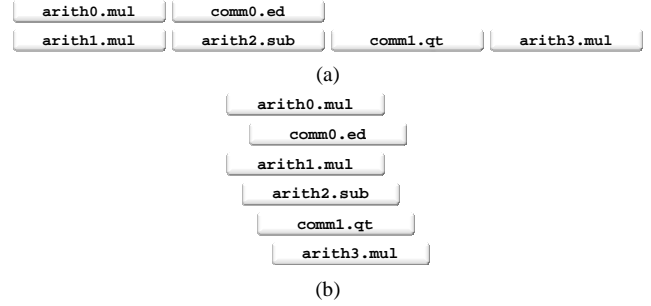 arith0.mul comm0.ed
arith1.mul arith2.sub comm1.qt arith3.mul
(a)
arith0.mul
comm0.ed
arith1.mul
arith2.sub
comm1.qt
arith3.mul
(b)